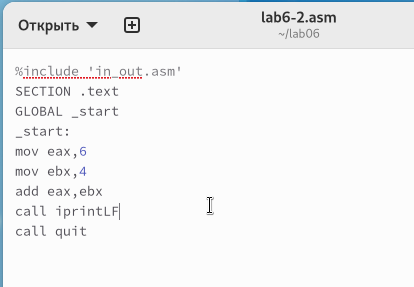 Открыть
lab6-2.asm
~/lab06
%include 'in_out.asm'
SECTION .text
GLOBAL _start
_start:
mov eax,6
mov ebx,4
add eax,ebx
call iprintLF
call quit